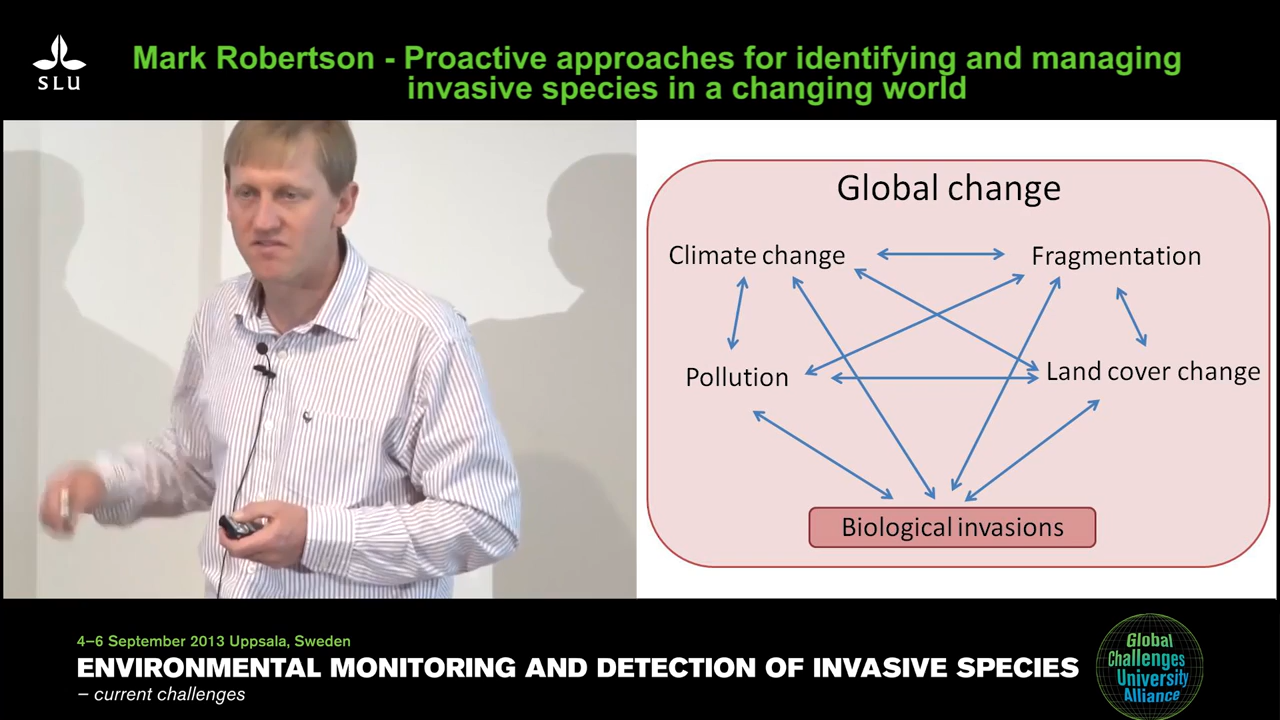 SLU
Mark Robertson - Proactive approaches for identifying and managing
invasive species in a changing world
Global change
Climate change
Fragmentation
Pollution
Land cover change
Biological invasions
4–6 September 2013 Uppsala, Sweden
ENVIRONMENTAL MONITORING AND DETECTION OF INVASIVE SPECIES
– current challenges
Global
Challenges
University
Alliance